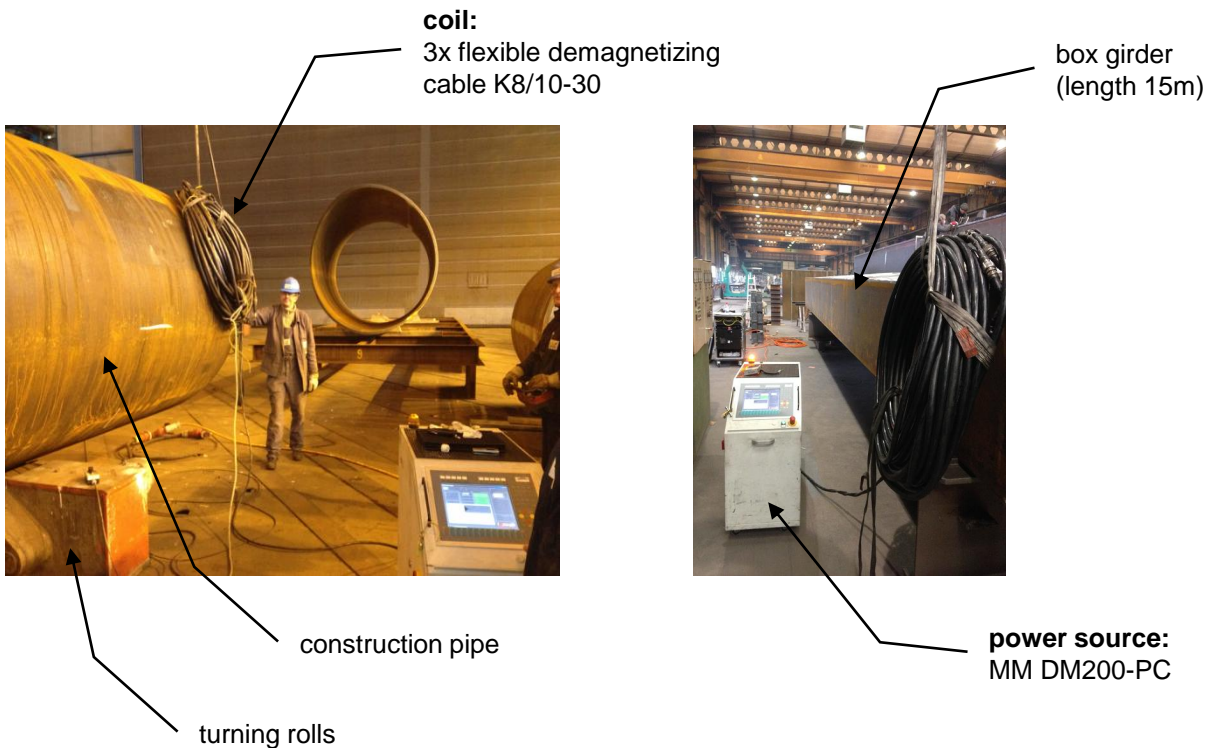 coil:
3x flexible demagnetizing
cable K8/10-30
box girder
(length 15m)
construction pipe
power source:
MM DM200-PC
turning rolls